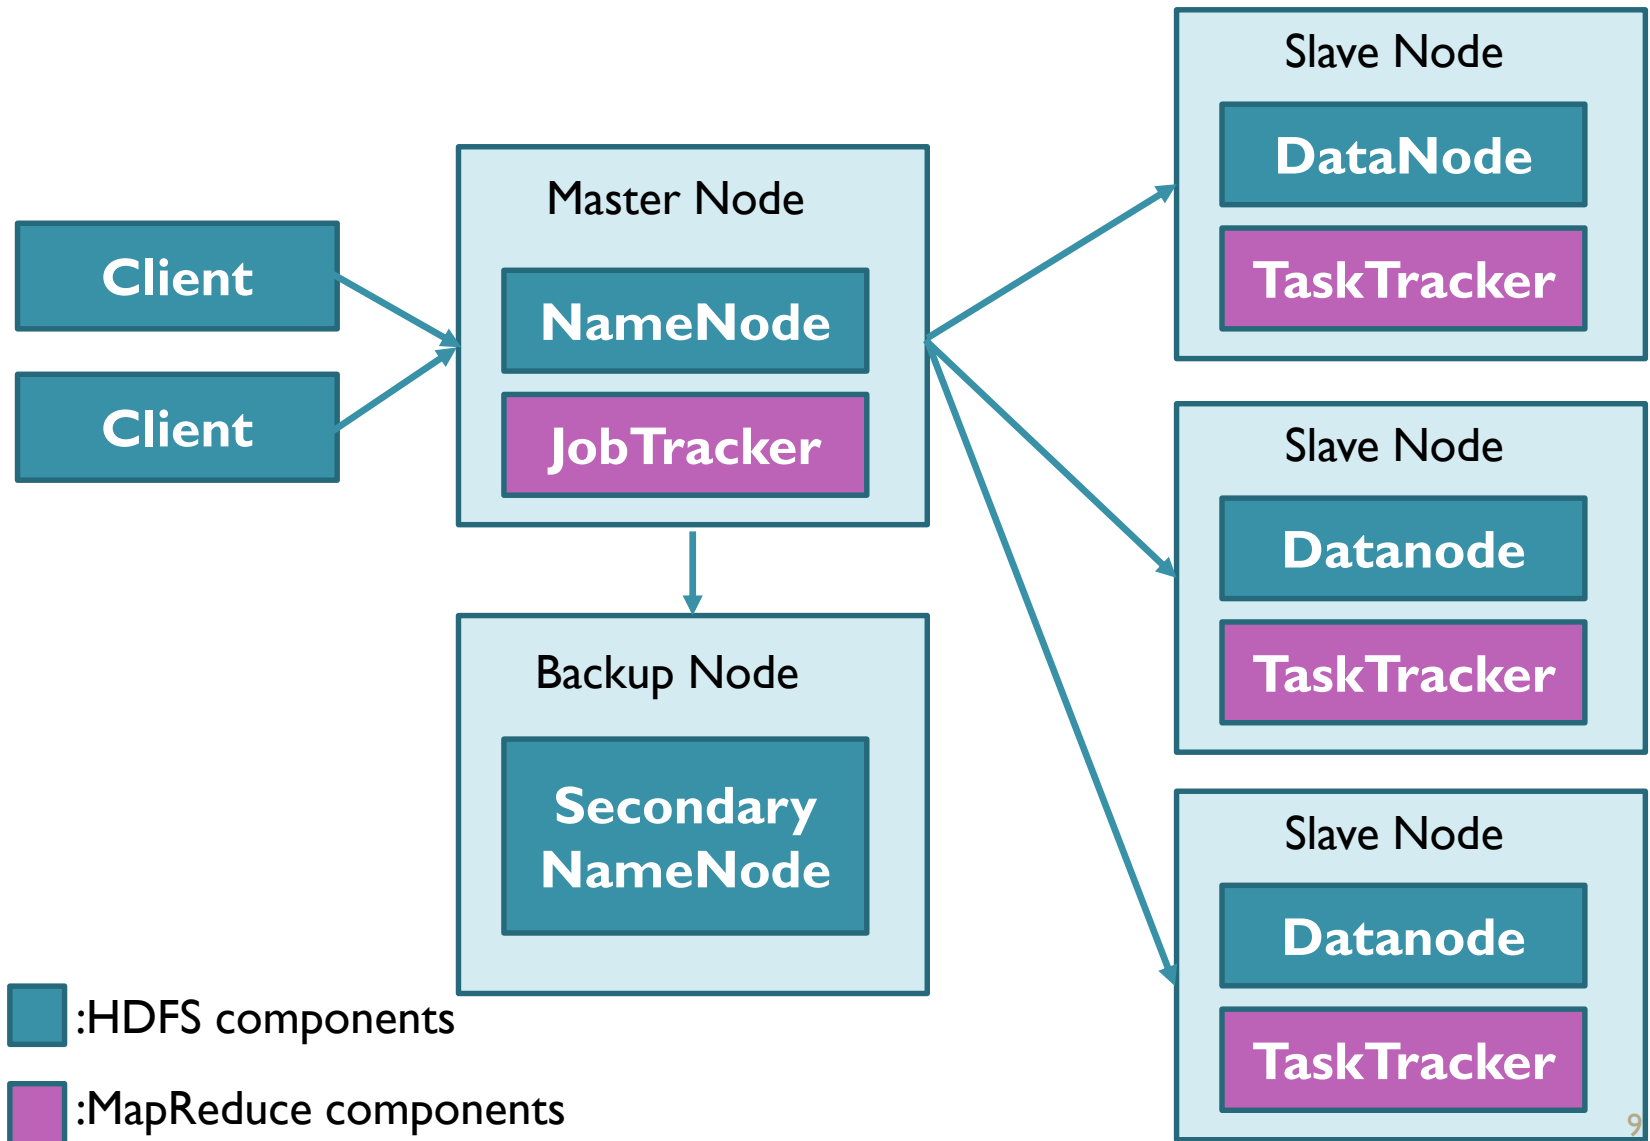 Client
Client
Master Node
NameNode
JobTracker
Backup Node
Secondary
NameNode
Slave Node
DataNode
TaskTracker
Slave Node
Datanode
TaskTracker
Slave Node
Datanode
TaskTracker
:HDFS components
:MapReduce components
9